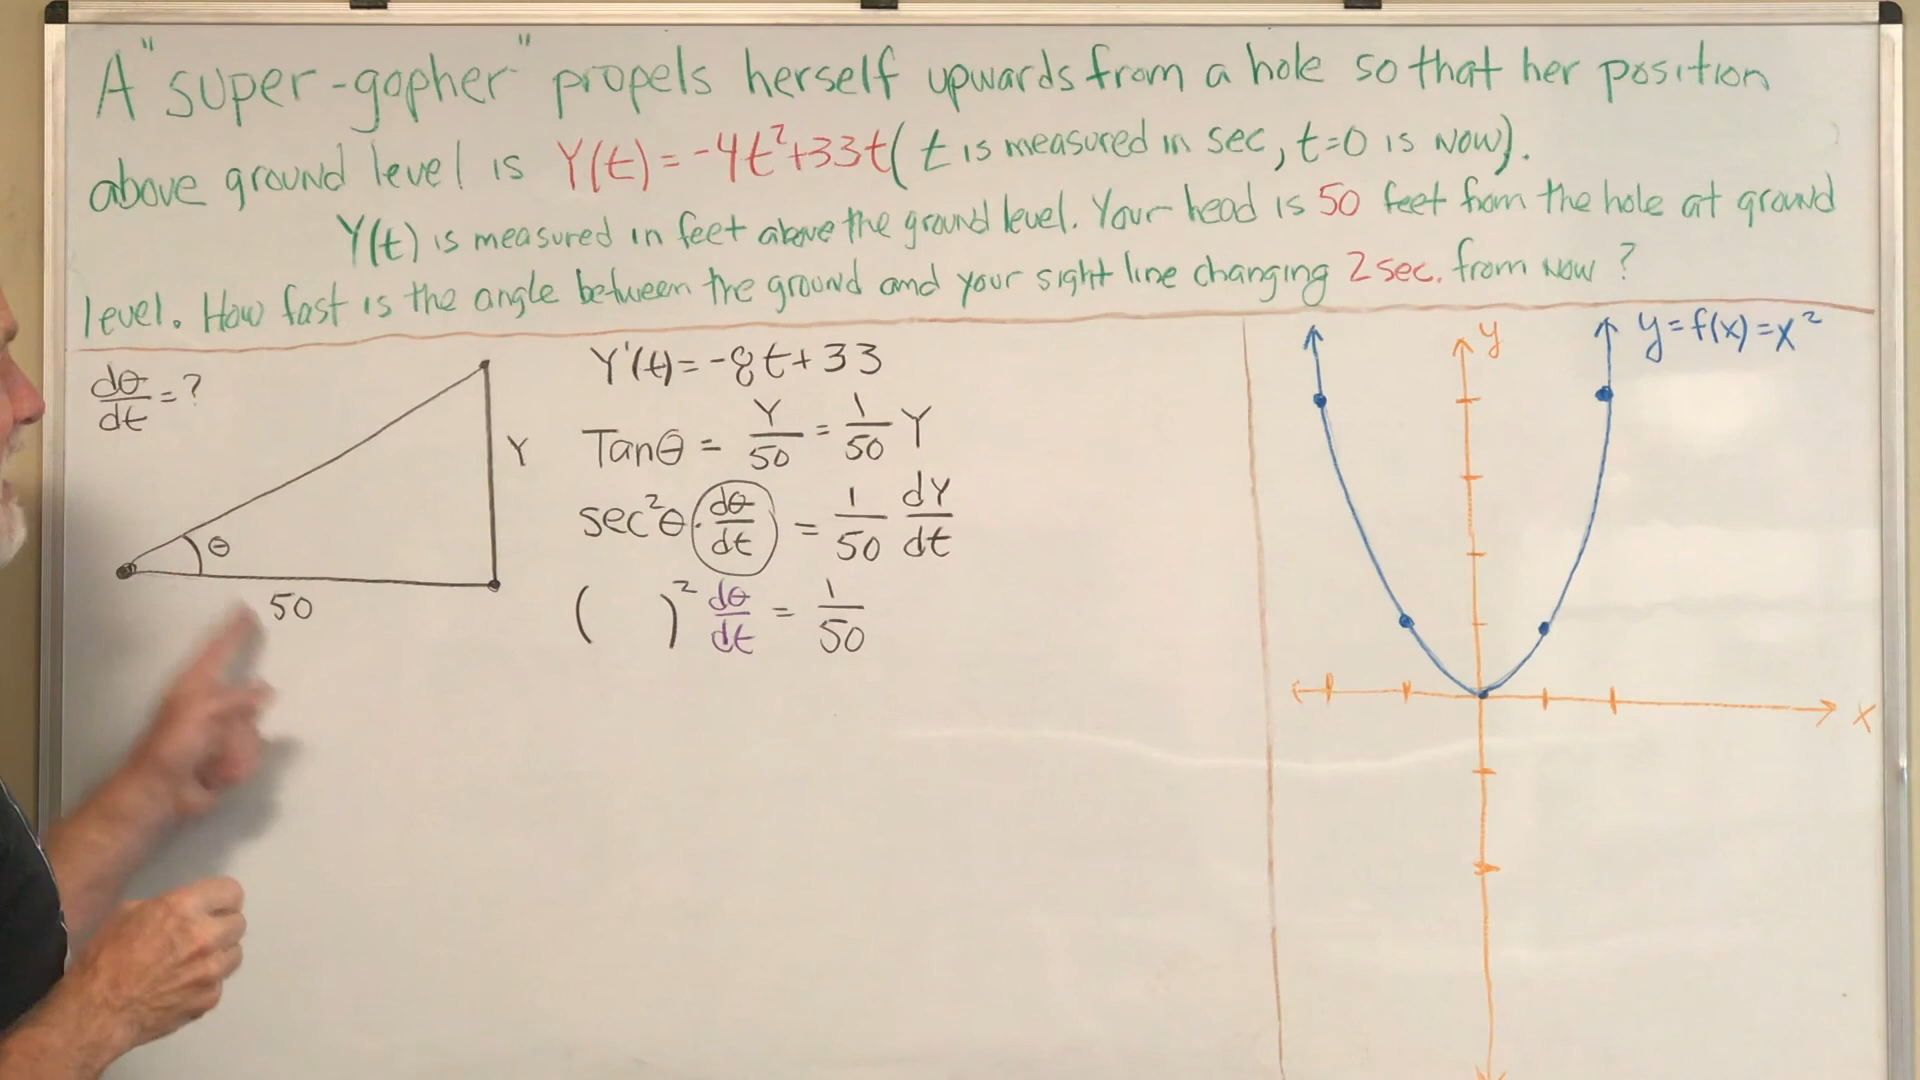 A "super-gopher" propels herself upwards from a hole so that her position
above ground level is Y(t) = -4t²+33t (t is measured in sec, t=0 is now).
Y(t) is measured in feet above the ground level. Your head is 50 feet from the hole at ground
level. How fast is the angle between the ground and your sight line changing 2 sec. from now?
dθ/dt = ?
θ
50
Y
Y'(t) = -8t+33
Tanθ = Y/50 = 1/50 Y
sec²θ · dθ/dt = 1/50 dY/dt
( )² dθ/dt = 1/50
y
y = f(x) = x²
x